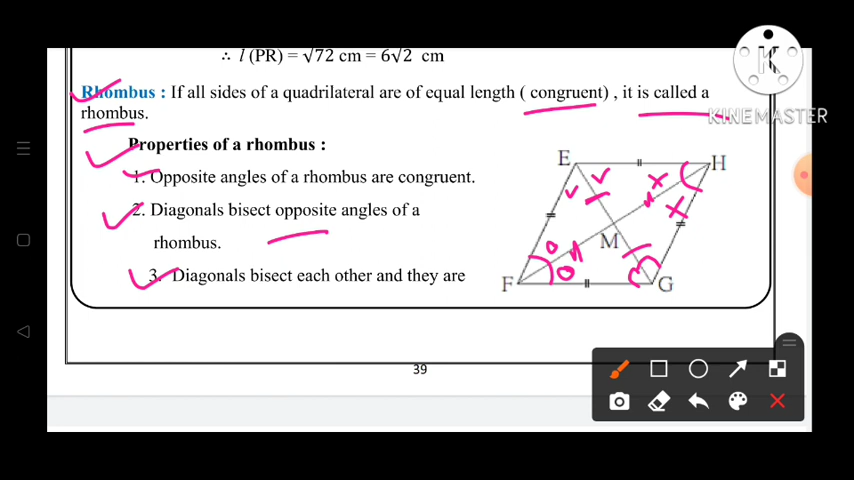 ∴ l (PR) = √72 cm = 6√2 cm
Rhombus : If all sides of a quadrilateral are of equal length ( congruent) , it is called a
rhombus.
Properties of a rhombus :
1. Opposite angles of a rhombus are congruent.
2. Diagonals bisect opposite angles of a
rhombus.
3. Diagonals bisect each other and they are
E
H
M
F
G
39
K
KINEMASTER